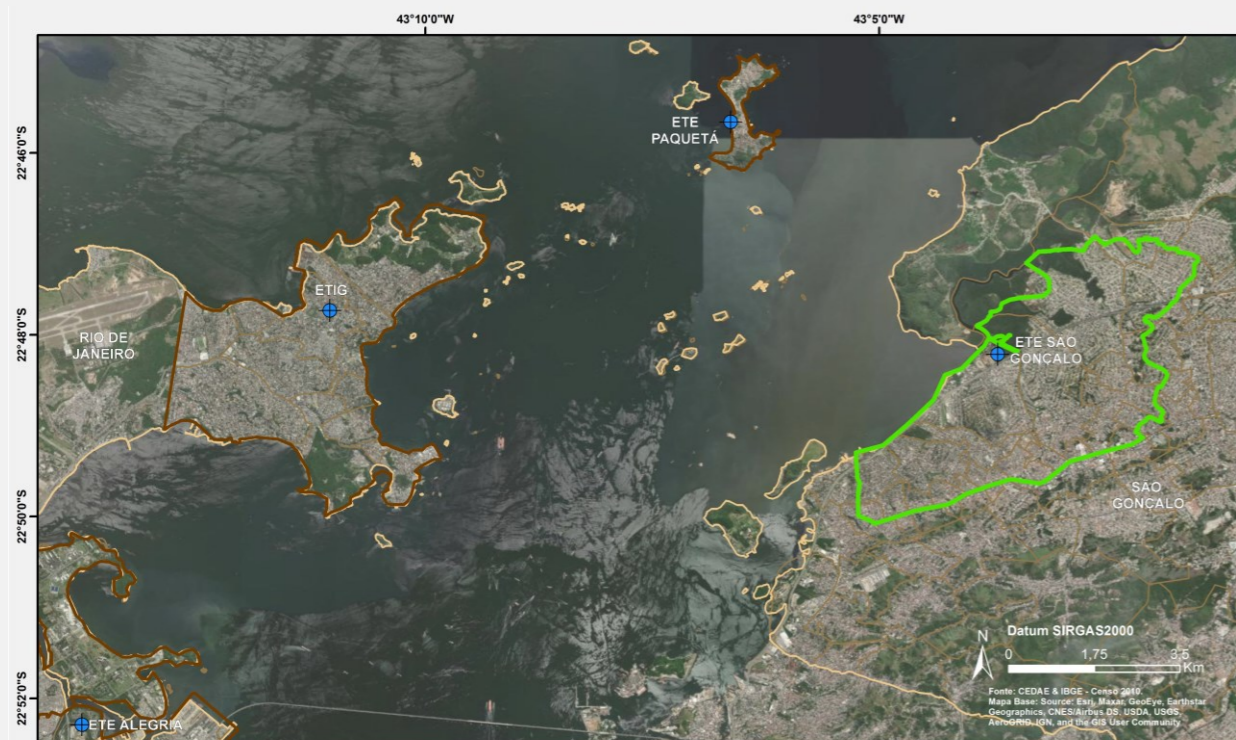 43°10'0"W
43°5'0"W
22°46'0"S
22°48'0"S
22°50'0"S
22°52'0"S
ETE
PAQUETÁ
ETIG
RIO DE
JANEIRO
ETE SAO
GONÇALO
SAO
GONÇALO
ETE ALEGRIA
N
Datum SIRGAS2000
0
1,75
3,5
Km
Fonte: CEDAE & IBGE - Censo 2010.
Mapa Base: Source: Esri, Maxar, GeoEye, Earthstar
Geographics, CNES/Airbus DS, USDA, USGS,
AeroGRID, IGN, and the GIS User Community